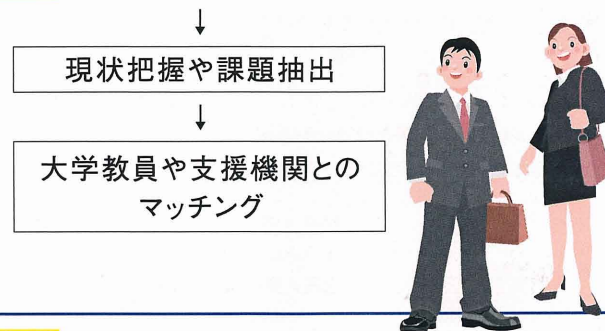 ↓
現状把握や課題抽出
↓
大学教員や支援機関との
マッチング